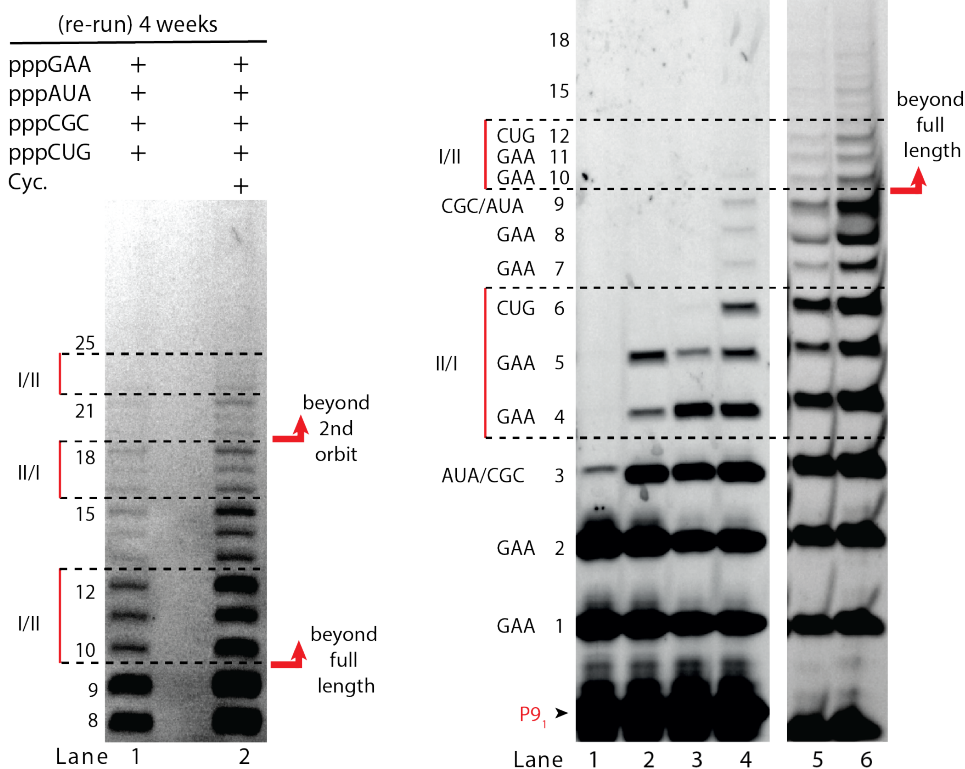 (re-run) 4 weeks
pppGAA + +
pppAUA + +
pppCGC + +
pppCUG + +
Cyc. +
25
I/II
21
beyond
2nd
orbit
18
II/I
15
12
I/II
10
beyond
full
length
9
8
Lane 1 2
18
15
beyond
full
length
CUG 12
I/II GAA 11
GAA 10
CGC/AUA 9
GAA 8
GAA 7
CUG 6
II/I GAA 5
GAA 4
AUA/CGC 3
GAA 2
GAA 1
P9₁
Lane 1 2 3 4 5 6